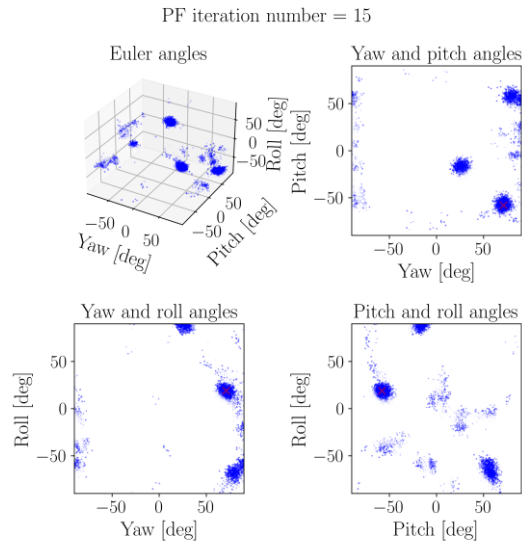 PF iteration number = 15
Euler angles
−50
0
50
Yaw [deg]
−50
0
50
Pitch [deg]
−50
0
50
Roll [deg]
Yaw and pitch angles
50
0
−50
Pitch [deg]
−50
0
50
Yaw [deg]
Yaw and roll angles
50
0
−50
Roll [deg]
−50
0
50
Yaw [deg]
Pitch and roll angles
50
0
−50
Roll [deg]
−50
0
50
Pitch [deg]